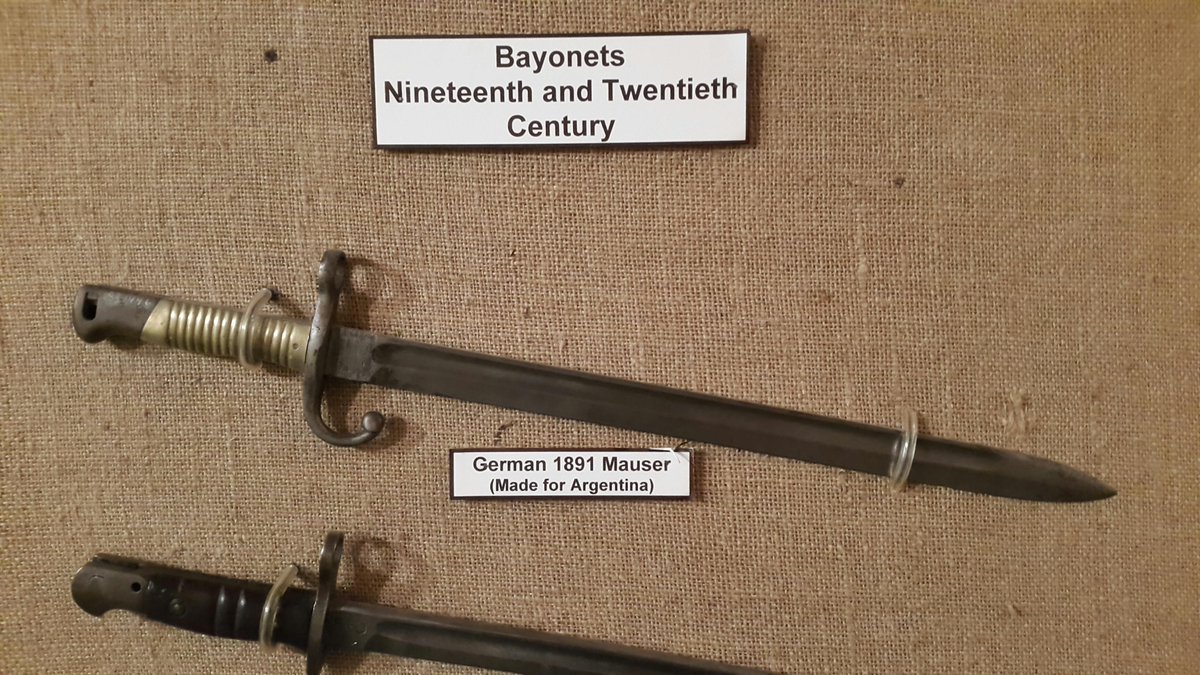 Bayonets
Nineteenth and Twentieth
Century
German 1891 Mauser
(Made for Argentina)